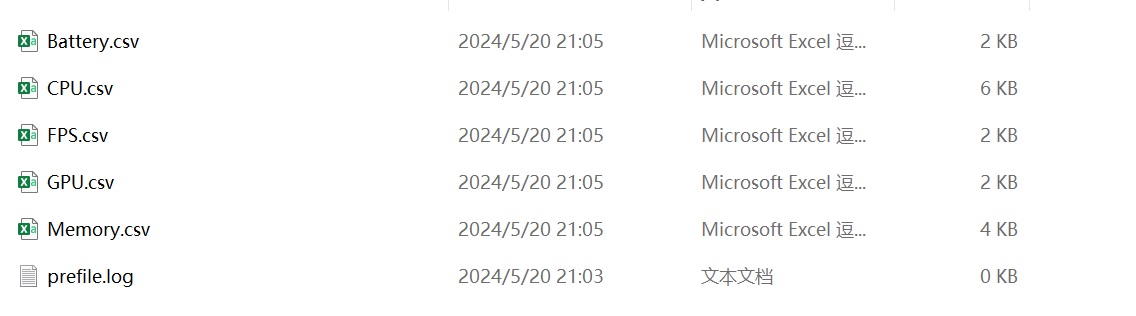 Battery.csv 2024/5/20 21:05 Microsoft Excel 逗... 2 KB
CPU.csv 2024/5/20 21:05 Microsoft Excel 逗... 6 KB
FPS.csv 2024/5/20 21:05 Microsoft Excel 逗... 2 KB
GPU.csv 2024/5/20 21:05 Microsoft Excel 逗... 2 KB
Memory.csv 2024/5/20 21:05 Microsoft Excel 逗... 4 KB
prefile.log 2024/5/20 21:03 文本文档 0 KB